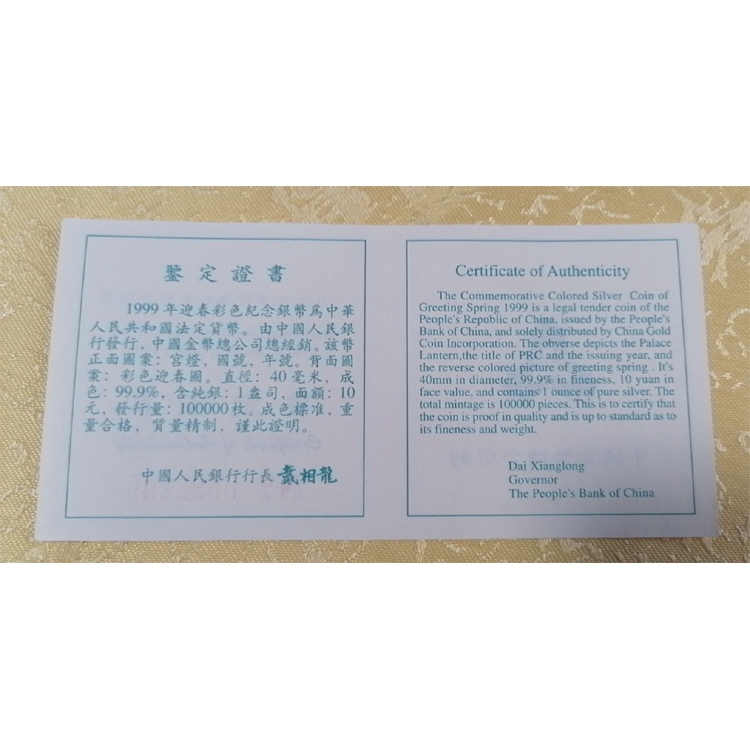 鑒定證書
1999年迎春彩色紀念銀幣爲中華
人民共和國法定貨幣。由中國人民銀
行發行，中國金幣總公司總經銷。該幣
正面圖案：宮燈，國號，年號。背面圖
案：彩色迎春圖。直徑：40毫米，成
色：99.9%，含純銀：1盎司，面額：10
元，發行量：100000枚。成色標准，重
量合格，質量精制，謹此證明。
中國人民銀行行長 戴相龍
Certificate of Authenticity
The Commemorative Colored Silver Coin of
Greeting Spring 1999 is a legal tender coin of the
People's Republic of China, issued by the People's
Bank of China, and solely distributed by China Gold
Coin Incorporation. The obverse depicts the Palace
Lantern,the title of PRC and the issuing year, and
the reverse colored picture of greeting spring . It's
40mm in diameter, 99.9% in fineness, 10 yuan in
face value, and contains 1 ounce of pure silver. The
total mintage is 100000 pieces. This is to certify that
the coin is proof in quality and is up to standard as to
its fineness and weight.
Dai Xianglong
Governor
The People's Bank of China